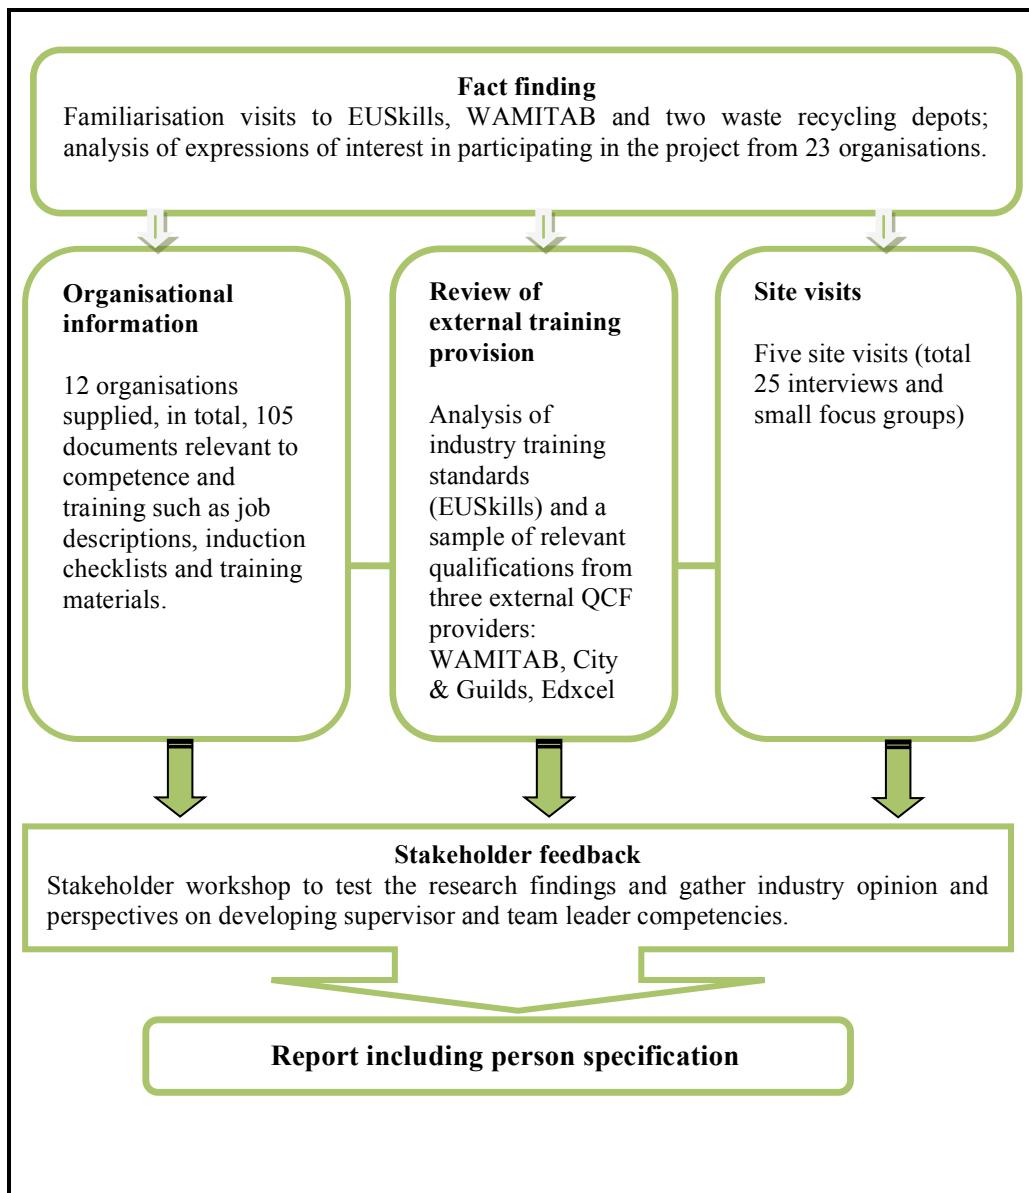 Fact finding
Familiarisation visits to EUSkills, WAMITAB and two waste recycling depots;
analysis of expressions of interest in participating in the project from 23 organisations.
Organisational
information
12 organisations
supplied, in total, 105
documents relevant to
competence and
training such as job
descriptions, induction
checklists and training
materials.
Review of
external training
provision
Analysis of
industry training
standards
(EUSkills) and a
sample of relevant
qualifications from
three external QCF
providers:
WAMITAB, City
& Guilds, Edxcel
Site visits
Five site visits (total
25 interviews and
small focus groups)
Stakeholder feedback
Stakeholder workshop to test the research findings and gather industry opinion and
perspectives on developing supervisor and team leader competencies.
Report including person specification